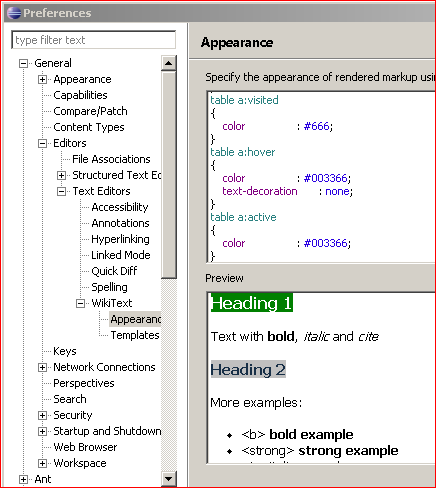 Preferences
type filter text
General
Appearance
Capabilities
Compare/Patch
Content Types
Editors
File Associations
Structured Text Ed
Text Editors
Accessibility
Annotations
Hyperlinking
Linked Mode
Quick Diff
Spelling
WikiText
Appearanc
Templates
Keys
Network Connections
Perspectives
Search
Security
Startup and Shutdown
Web Browser
Workspace
Ant
Appearance
Specify the appearance of rendered markup usin
table a:visited
{
color : #666;
}
table a:hover
{
color : #003366;
text-decoration : none;
}
table a:active
{
color : #003366;
Preview
Heading 1
Text with bold, italic and cite
Heading 2
More examples:
• <b> bold example
• <strong> strong example